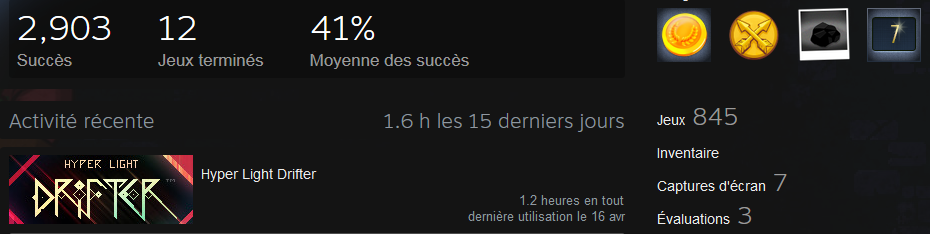 2,903 12 41%
Succès Jeux terminés Moyenne des succès
7
Activité récente 1.6 h les 15 derniers jours
HYPER LIGHT
DRIFTER™
Hyper Light Drifter
1.2 heures en tout
dernière utilisation le 16 avr
Jeux 845
Inventaire
Captures d'écran 7
Évaluations 3